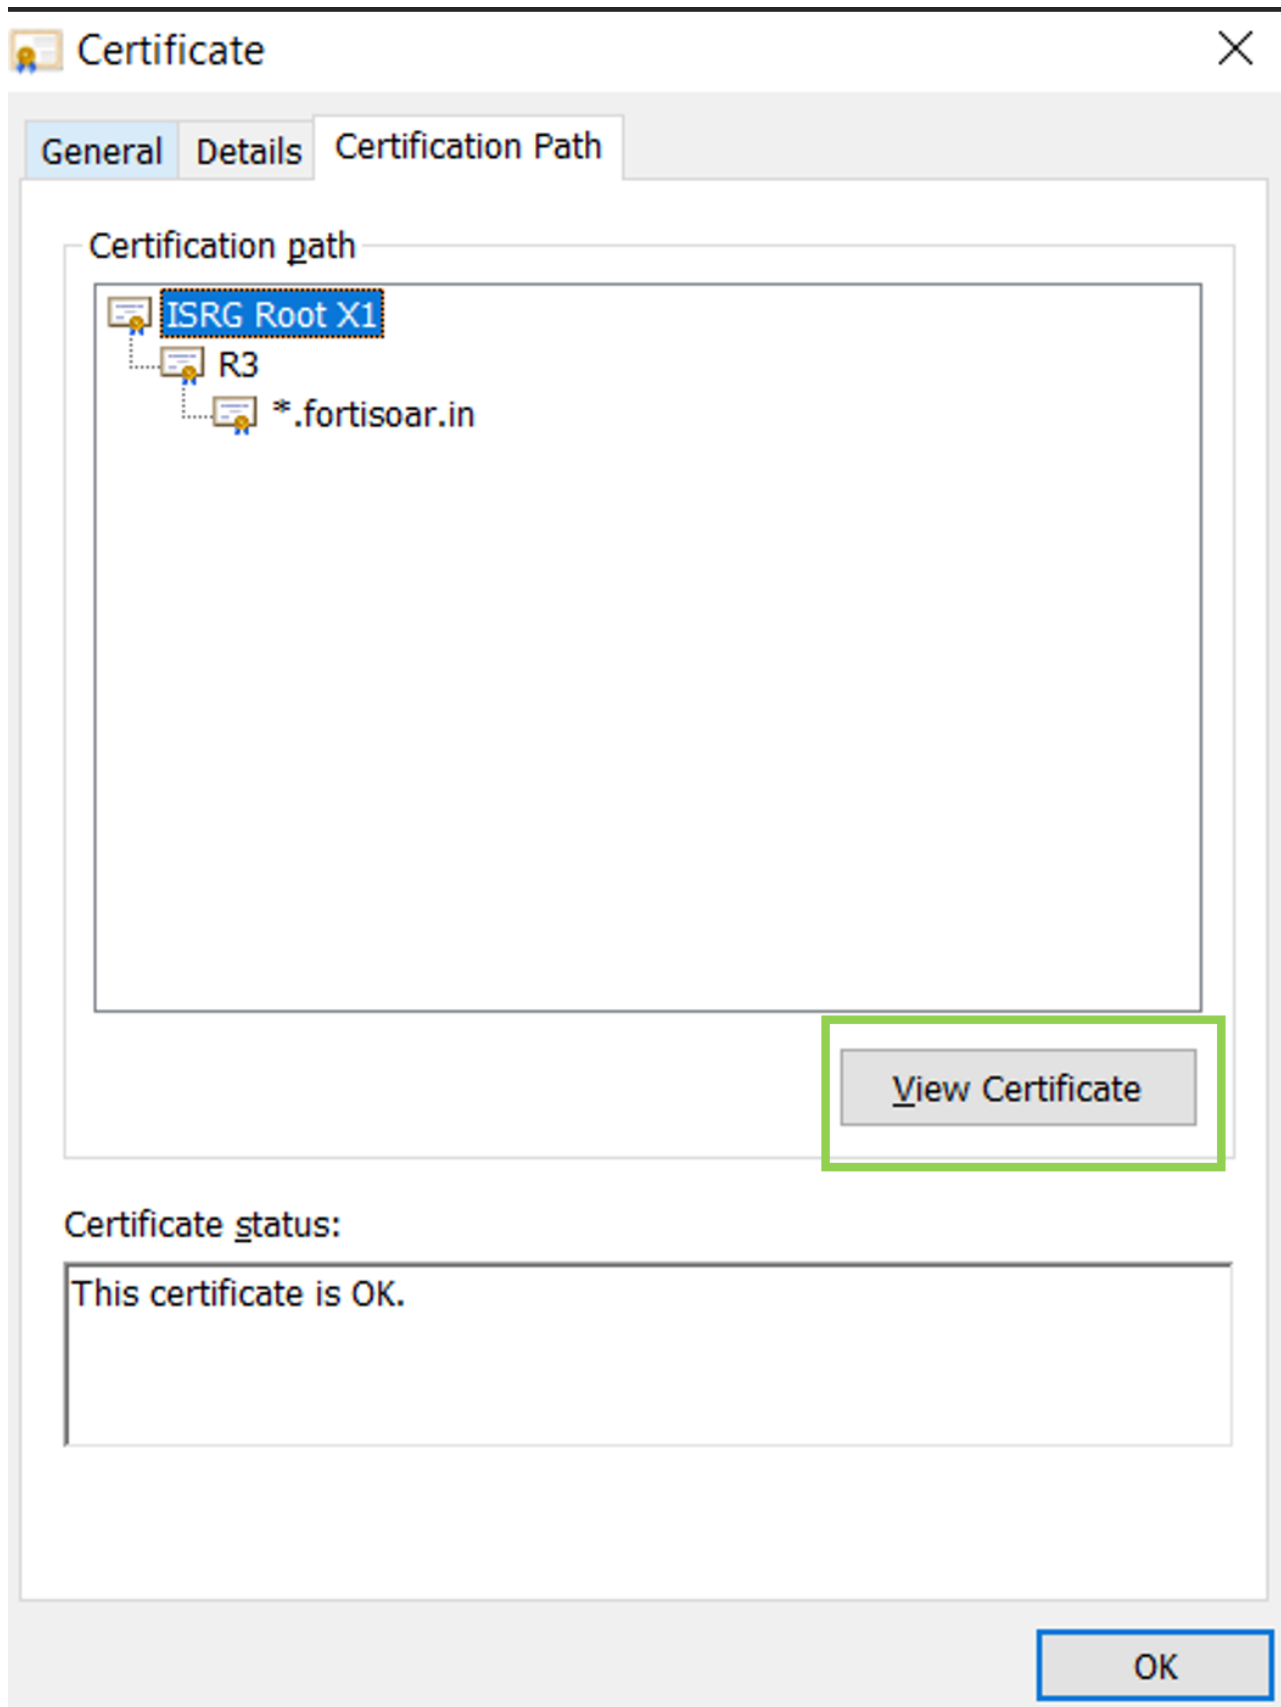 Certificate
General Details Certification Path
Certification path
ISRG Root X1
R3
*.fortisoar.in
View Certificate
Certificate status:
This certificate is OK.
OK